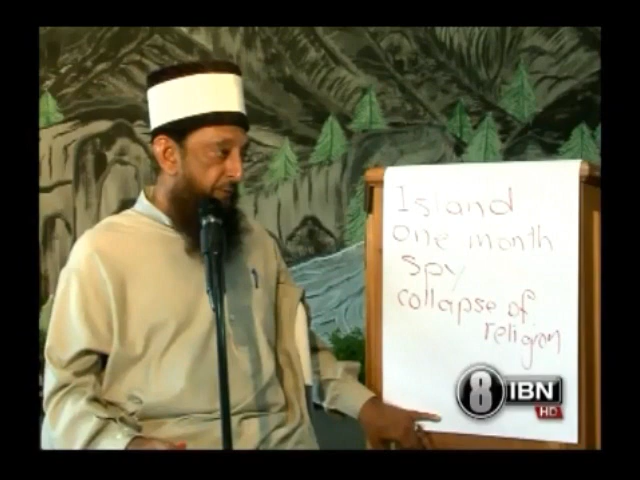 Island
one month
spy
collapse of
religion
8 IBN
HD